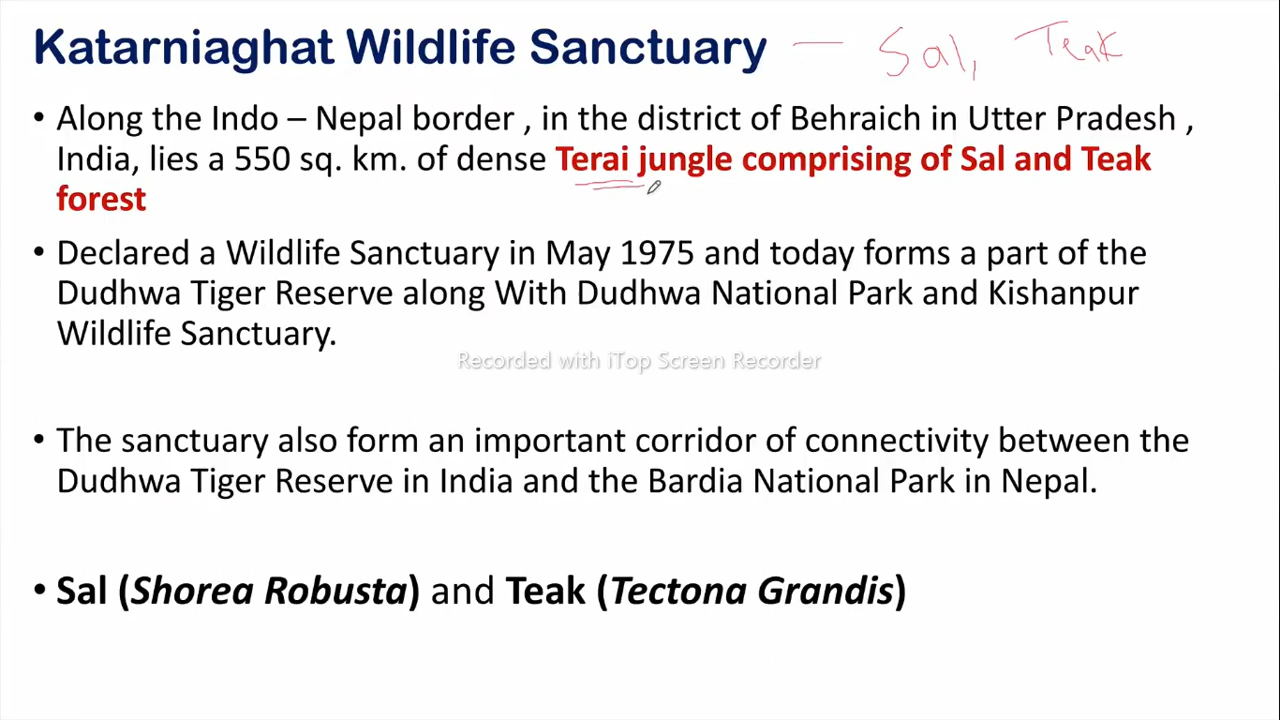 Katarniaghat Wildlife Sanctuary — Sal, Teak
• Along the Indo – Nepal border , in the district of Behraich in Utter Pradesh ,
India, lies a 550 sq. km. of dense Terai jungle comprising of Sal and Teak
forest
• Declared a Wildlife Sanctuary in May 1975 and today forms a part of the
Dudhwa Tiger Reserve along With Dudhwa National Park and Kishanpur
Wildlife Sanctuary.
Recorded with iTop Screen Recorder
• The sanctuary also form an important corridor of connectivity between the
Dudhwa Tiger Reserve in India and the Bardia National Park in Nepal.
• Sal (Shorea Robusta) and Teak (Tectona Grandis)